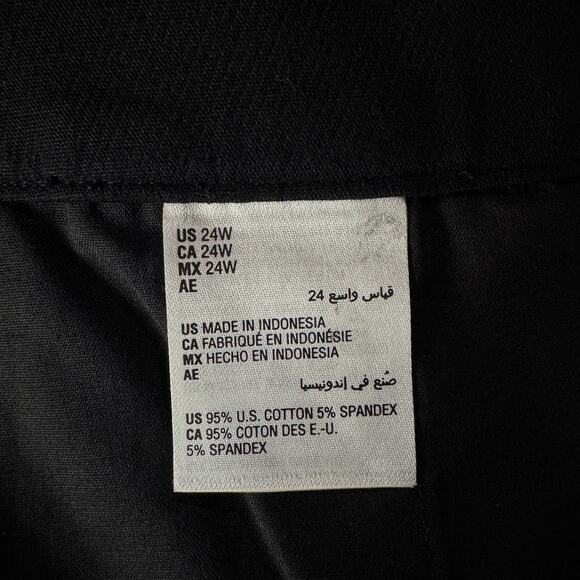 US 24W
CA 24W
MX 24W
AE
قياس واسع 24
US MADE IN INDONESIA
CA FABRIQUÉ EN INDONÉSIE
MX HECHO EN INDONESIA
AE
صُنع في إندونيسيا
US 95% U.S. COTTON 5% SPANDEX
CA 95% COTON DES E.-U.
5% SPANDEX